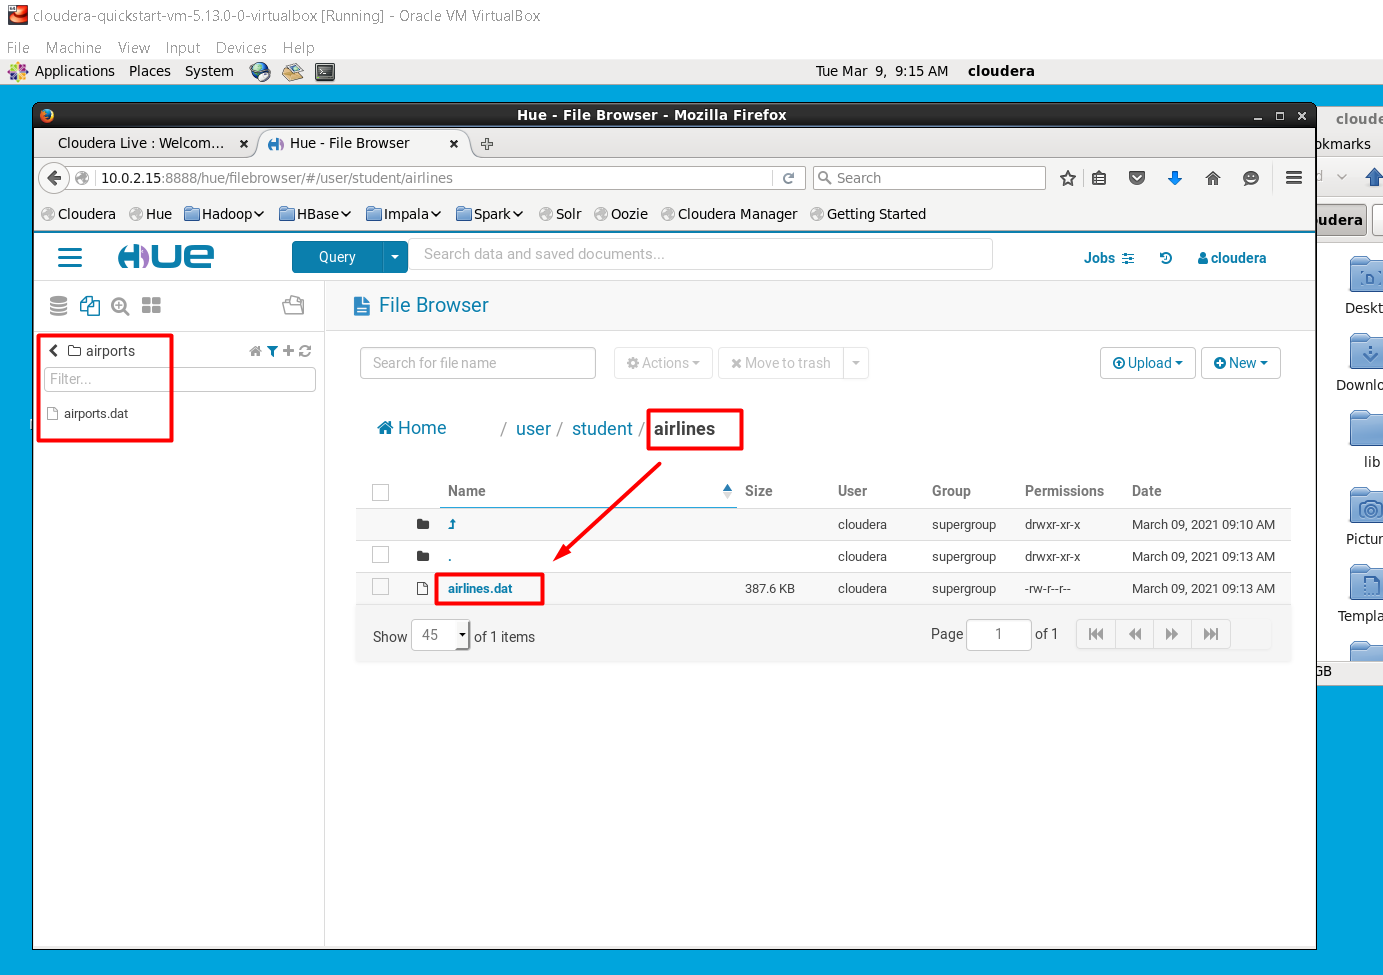 cloudera-quickstart-vm-5.13.0-0-virtualbox [Running] - Oracle VM VirtualBox
File Machine View Input Devices Help
Applications Places System Tue Mar 9, 9:15 AM cloudera
Hue - File Browser - Mozilla Firefox
Cloudera Live : Welcom... Hue - File Browser
10.0.2.15:8888/hue/filebrowser/#/user/student/airlines Search
Cloudera Hue Hadoop HBase Impala Spark Solr Oozie Cloudera Manager Getting Started
HUE Query Search data and saved documents... Jobs cloudera
File Browser
airports
Filter...
airports.dat
Search for file name Actions Move to trash Upload New
Home / user / student / airlines
Name Size User Group Permissions Date
cloudera supergroup drwxr-xr-x March 09, 2021 09:10 AM
. cloudera supergroup drwxr-xr-x March 09, 2021 09:13 AM
airlines.dat 387.6 KB cloudera supergroup -rw-r--r-- March 09, 2021 09:13 AM
Show 45 of 1 items Page 1 of 1
cloude
okmarks
d
oudera
Deskt
Downlo
lib
Pictur
Templa
GB